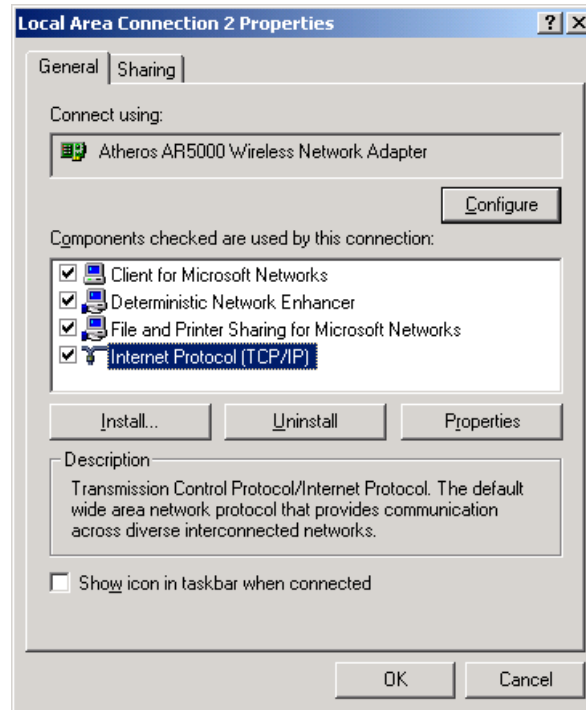 Local Area Connection 2 Properties
General
Sharing
Connect using:
Atheros AR5000 Wireless Network Adapter
Configure
Components checked are used by this connection:
Client for Microsoft Networks
Deterministic Network Enhancer
File and Printer Sharing for Microsoft Networks
Internet Protocol (TCP/IP)
Install...
Uninstall
Properties
Description
Transmission Control Protocol/Internet Protocol. The default
wide area network protocol that provides communication
across diverse interconnected networks.
Show icon in taskbar when connected
OK
Cancel